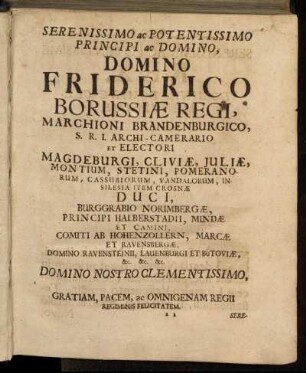 SERENISSIMO ac POTENTISSIMO
PRINCIPI ac DOMINO,
DOMINO
FRIDERICO
BORUSSIÆ REGI,
MARCHIONI BRANDENBURGICO,
S. R. I. ARCHI-CAMERARIO
ET ELECTORI
MAGDEBURGI, CLIVIÆ, JULIÆ,
MONTIUM, STETINI, POMERANO-
RUM, CASSUBIORUM, VANDALORUM, IN
SILESIA ITEM CROSNÆ
DUCI,
BURGGRABIO NORIMBERGÆ,
PRINCIPI HALBERSTADII, MINDÆ
ET CAMINI,
COMITI AB HOHENZOLLERN, MARCÆ
ET RAVENSBERGÆ,
DOMINO RAVENSTEINII, LAUENBURGI ET BUTOVIÆ,
&c. &c. &c.
DOMINO NOSTRO CLEMENTISSIMO,
GRATIAM, PACEM, ac OMNIGENAM REGII
REGIMINIS FELICITATEM.
SERE-